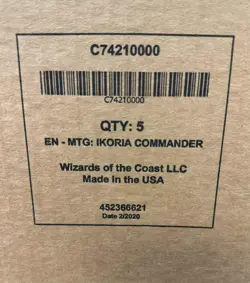 C74210000
C74210000
QTY: 5
EN - MTG: IKORIA COMMANDER
Wizards of the Coast LLC
Made in the USA
452366621
Date 2/2020